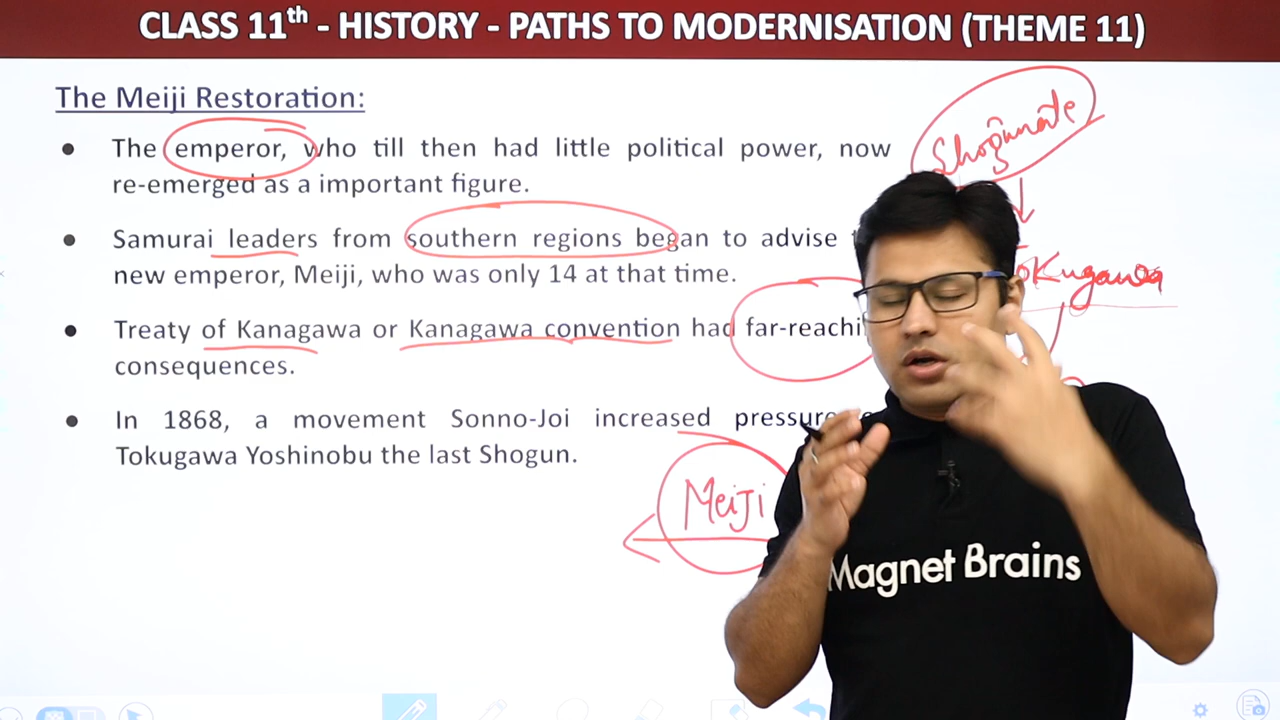 CLASS 11th - HISTORY - PATHS TO MODERNISATION (THEME 11)
The Meiji Restoration:
The emperor, who till then had little political power, now
re-emerged as a important figure.
Samurai leaders from southern regions began to advise
new emperor, Meiji, who was only 14 at that time.
Treaty of Kanagawa or Kanagawa convention had far-reachi
consequences.
In 1868, a movement Sonno-Joi increased pressure
Tokugawa Yoshinobu the last Shogun.
Shogunate
okugawa
MeiJi
Magnet Brains